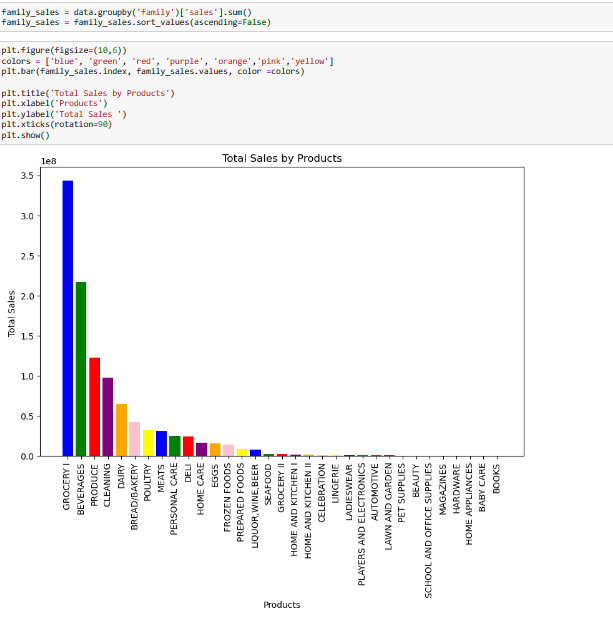 family_sales = data.groupby('family')['sales'].sum()
family_sales = family_sales.sort_values(ascending=False)
plt.figure(figsize=(10,6))
colors = ['blue', 'green', 'red', 'purple', 'orange','pink','yellow']
plt.bar(family_sales.index, family_sales.values, color =colors)
plt.title('Total Sales by Products')
plt.xlabel('Products')
plt.ylabel('Total Sales ')
plt.xticks(rotation=90)
plt.show()
Total Sales by Products
1e8
3.5
3.0
2.5
2.0
1.5
1.0
0.5
0.0
Total Sales
GROCERY I
BEVERAGES
PRODUCE
CLEANING
DAIRY
BREAD/BAKERY
POULTRY
MEATS
PERSONAL CARE
DELI
HOME CARE
EGGS
FROZEN FOODS
PREPARED FOODS
LIQUOR,WINE,BEER
SEAFOOD
GROCERY II
HOME AND KITCHEN I
HOME AND KITCHEN II
CELEBRATION
LINGERIE
LADIESWEAR
PLAYERS AND ELECTRONICS
AUTOMOTIVE
LAWN AND GARDEN
PET SUPPLIES
BEAUTY
SCHOOL AND OFFICE SUPPLIES
MAGAZINES
HARDWARE
HOME APPLIANCES
BABY CARE
BOOKS
Products